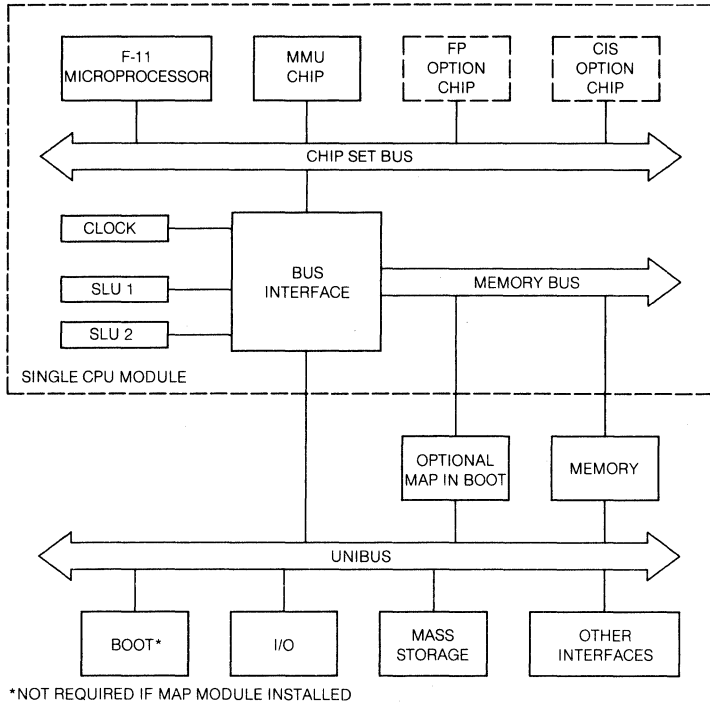 F-11
MICROPROCESSOR
MMU
CHIP
FP
OPTION
CHIP
CIS
OPTION
CHIP
CHIP SET BUS
CLOCK
SLU 1
SLU 2
BUS
INTERFACE
MEMORY BUS
SINGLE CPU MODULE
OPTIONAL
MAP IN BOOT
MEMORY
UNIBUS
BOOT*
I/O
MASS
STORAGE
OTHER
INTERFACES
*NOT REQUIRED IF MAP MODULE INSTALLED